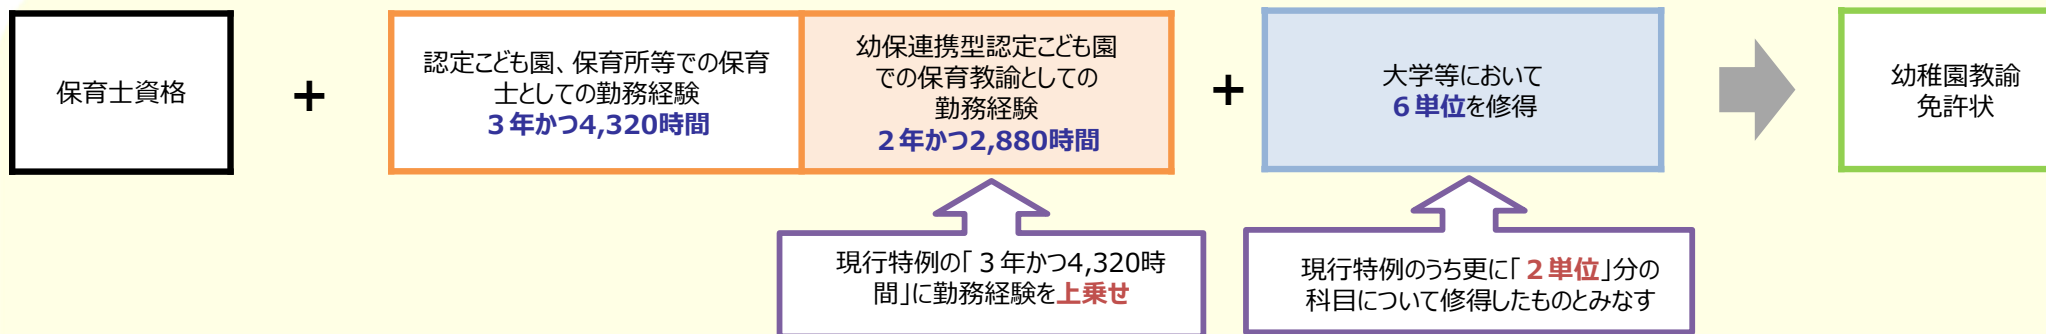 保育士資格
+
認定こども園、保育所等での保育
士としての勤務経験
３年かつ4,320時間
幼保連携型認定こども園
での保育教諭としての
勤務経験
２年かつ2,880時間
+
大学等において
６単位を修得
幼稚園教諭
免許状
現行特例の「３年かつ4,320時
間」に勤務経験を上乗せ
現行特例のうち更に「２単位」分の
科目について修得したものとみなす